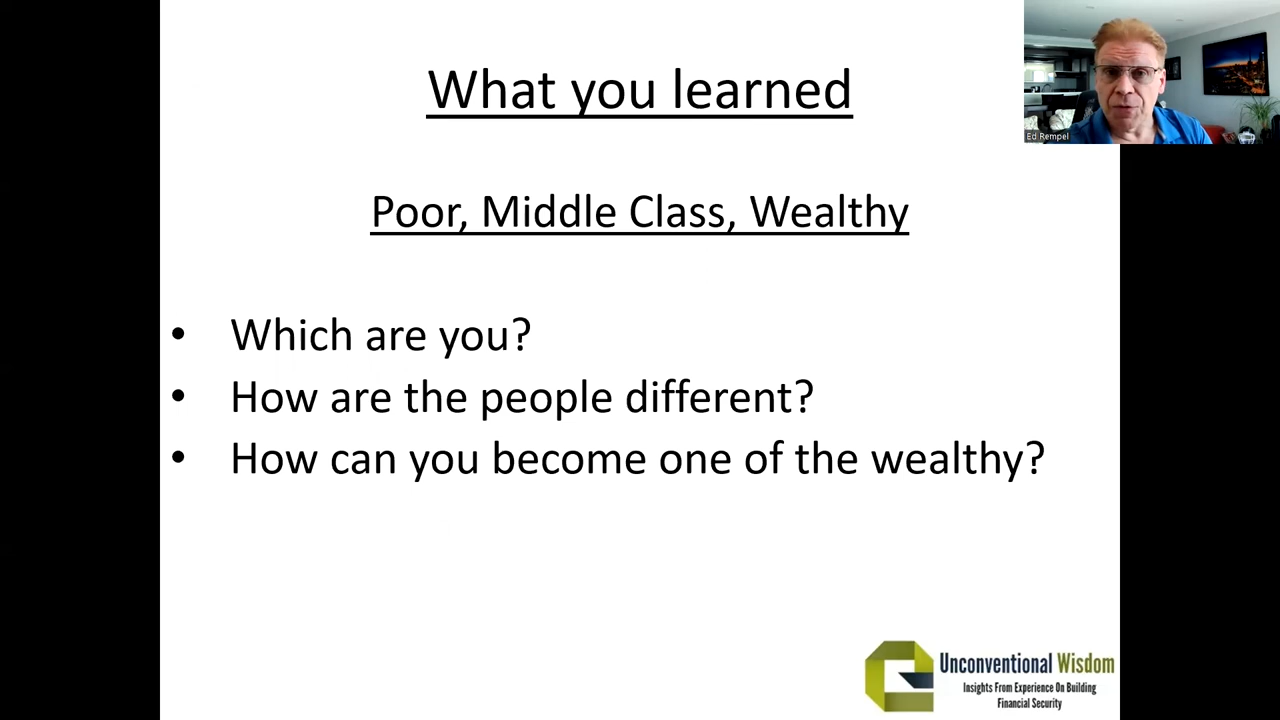 What you learned
Ed Rempel
Poor, Middle Class, Wealthy
• Which are you?
• How are the people different?
• How can you become one of the wealthy?
Unconventional Wisdom
Insights From Experience On Building
Financial Security